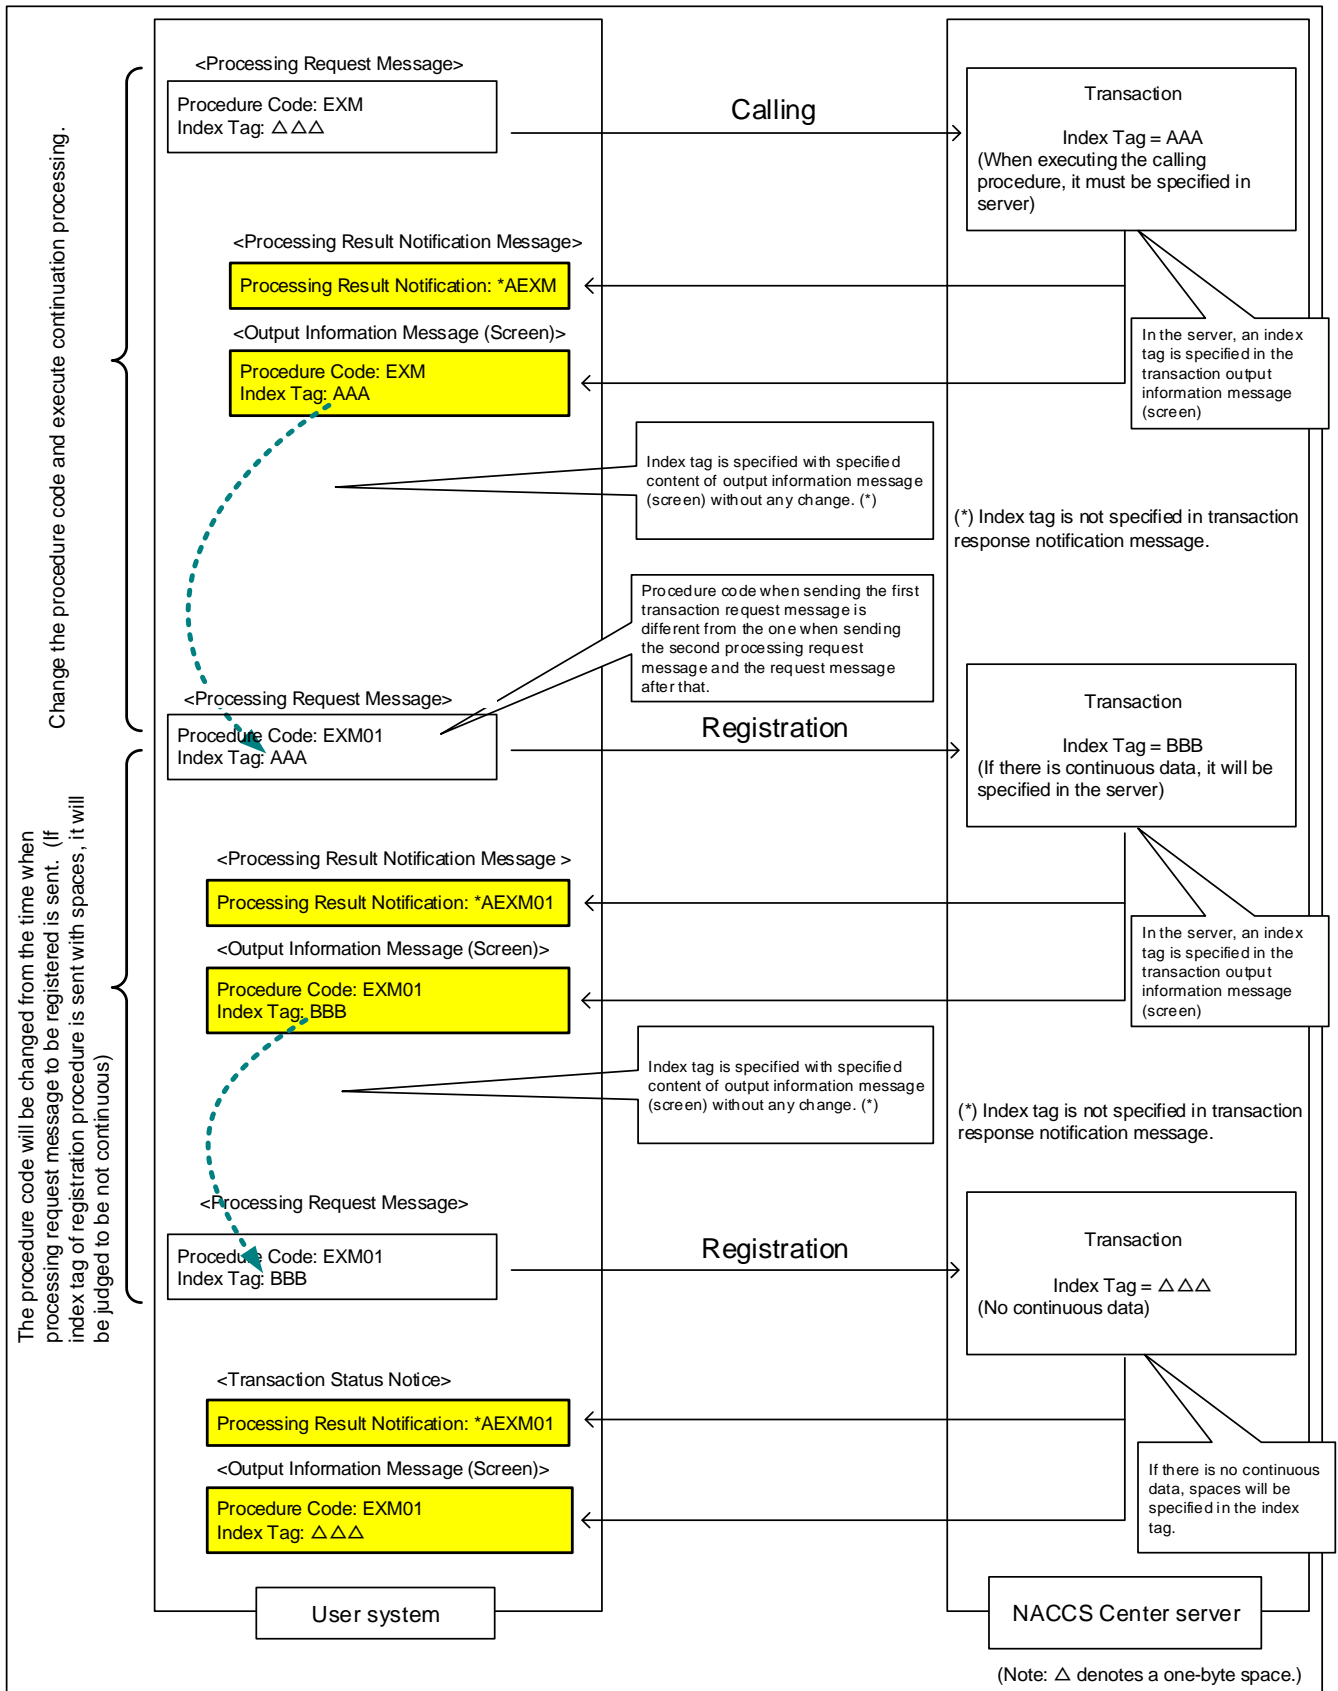 Change the procedure code and execute continuation processing.
<Processing Request Message>
Procedure Code: EXM
Index Tag: △△△
Calling
Transaction
Index Tag = AAA
(When executing the calling
procedure, it must be specified in
server)
<Processing Result Notification Message>
Processing Result Notification: *AEXM
<Output Information Message (Screen)>
Procedure Code: EXM
Index Tag: AAA
In the server, an index
tag is specified in the
transaction output
information message
(screen)
Index tag is specified with specified
content of output information message
(screen) without any change. (*)
(*) Index tag is not specified in transaction
response notification message.
Procedure code when sending the first
transaction request message is
different from the one when sending
the second processing request
message and the request message
after that.
<Processing Request Message>
Procedure Code: EXM01
Index Tag: AAA
Registration
Transaction
Index Tag = BBB
(If there is continuous data, it will be
specified in the server)
The procedure code will be changed from the time when
processing request message to be registered is sent. (If
index tag of registration procedure is sent with spaces, it will
be judged to be not continuous)
<Processing Result Notification Message >
Processing Result Notification: *AEXM01
<Output Information Message (Screen)>
Procedure Code: EXM01
Index Tag: BBB
In the server, an index
tag is specified in the
transaction output
information message
(screen)
Index tag is specified with specified
content of output information message
(screen) without any change. (*)
(*) Index tag is not specified in transaction
response notification message.
<Processing Request Message>
Procedure Code: EXM01
Index Tag: BBB
Registration
Transaction
Index Tag = △△△
(No continuous data)
<Transaction Status Notice>
Processing Result Notification: *AEXM01
<Output Information Message (Screen)>
Procedure Code: EXM01
Index Tag: △△△
If there is no continuous
data, spaces will be
specified in the index
tag.
User system
NACCS Center server
(Note: △ denotes a one-byte space.)